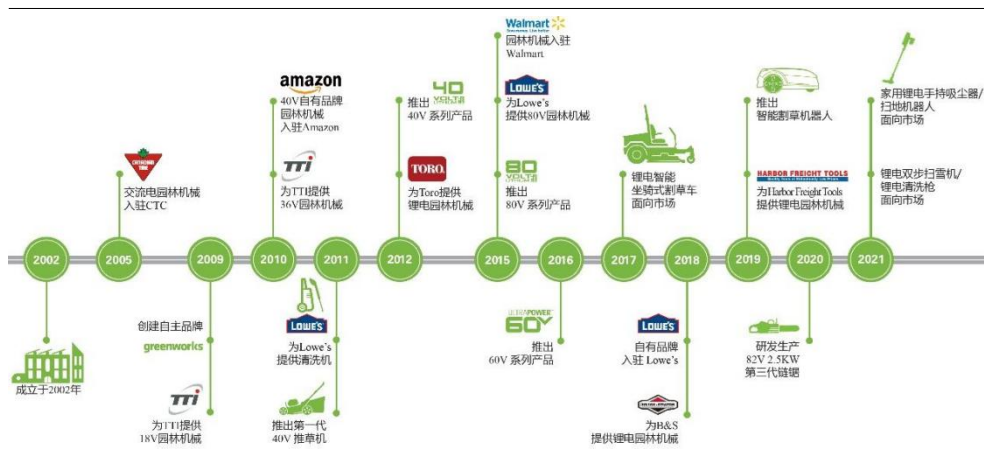 Walmart
园林机械入驻
Walmart
amazon
40V自有品牌
园林机械
入驻Amazon
40
VOLTS
推出
40V 系列产品
LOWE'S
为Lowe's
提供80V园林机械
推出
智能割草机器人
家用锂电手持吸尘器/
扫地机器人
面向市场
CANADIAN
TIRE
交流电园林机械
入驻CTC
TTi
为TTI提供
36V园林机械
TORO
为Toro提供
锂电园林机械
80
VOLTS
推出
80V 系列产品
锂电智能
坐骑式割草车
面向市场
HARBOR FREIGHT TOOLS
为Harbor Freight Tools
提供锂电园林机械
锂电双步扫雪机/
锂电清洗枪
面向市场
2002
2005
2009
2010
2011
2012
2015
2016
2017
2018
2019
2020
2021
成立于2002年
创建自主品牌
greenworks
TTi
为TTI提供
18V园林机械
LOWE'S
为Lowe's
提供清洗机
推出第一代
40V 推草机
ULTRAPOWER
60V
推出
60V 系列产品
LOWE'S
自有品牌
入驻 Lowe's
BRIGGS & STRATTON
为B&S
提供锂电园林机械
研发生产
82V 2.5KW
第三代链锯